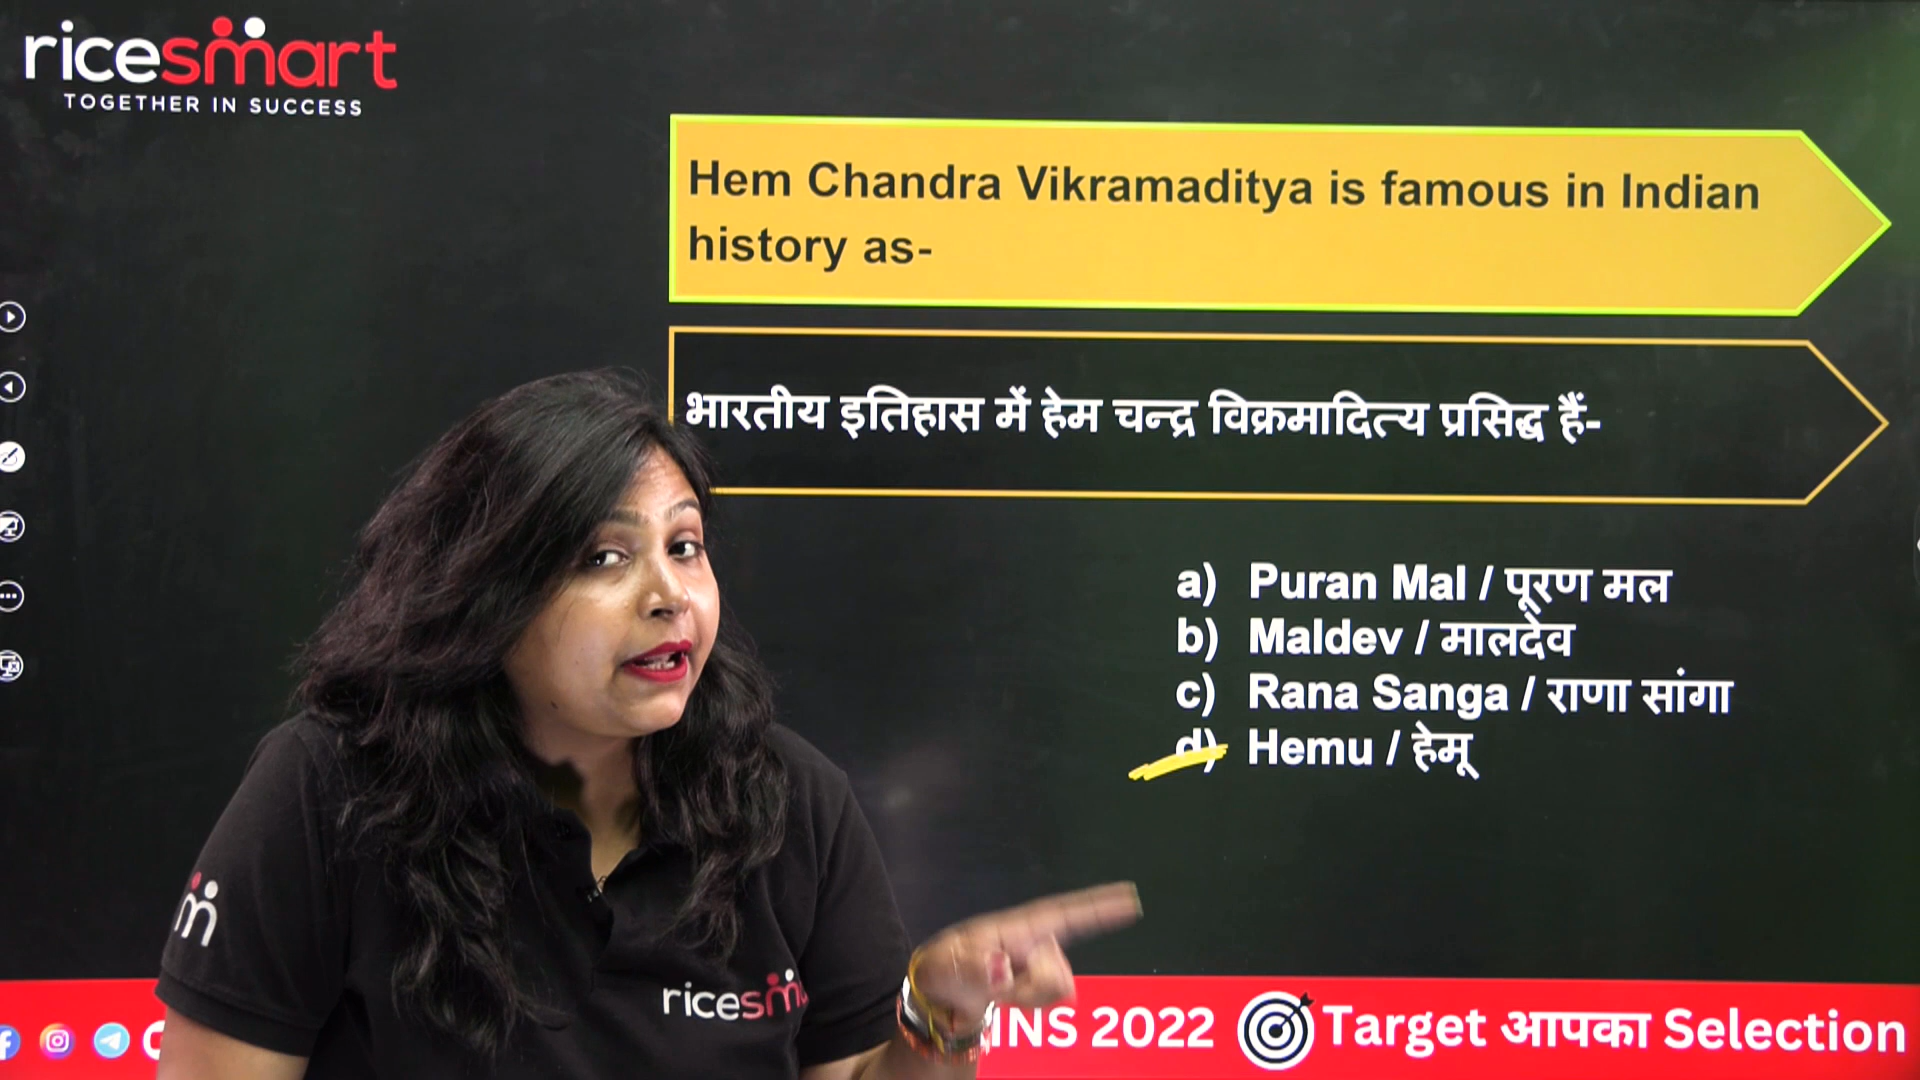 ricesmart
TOGETHER IN SUCCESS
Hem Chandra Vikramaditya is famous in Indian
history as-
भारतीय इतिहास में हेम चन्द्र विक्रमादित्य प्रसिद्ध हैं-
a) Puran Mal / पूरण मल
b) Maldev / मालदेव
c) Rana Sanga / राणा सांगा
d) Hemu / हेमू
2022 Target आपका Selection